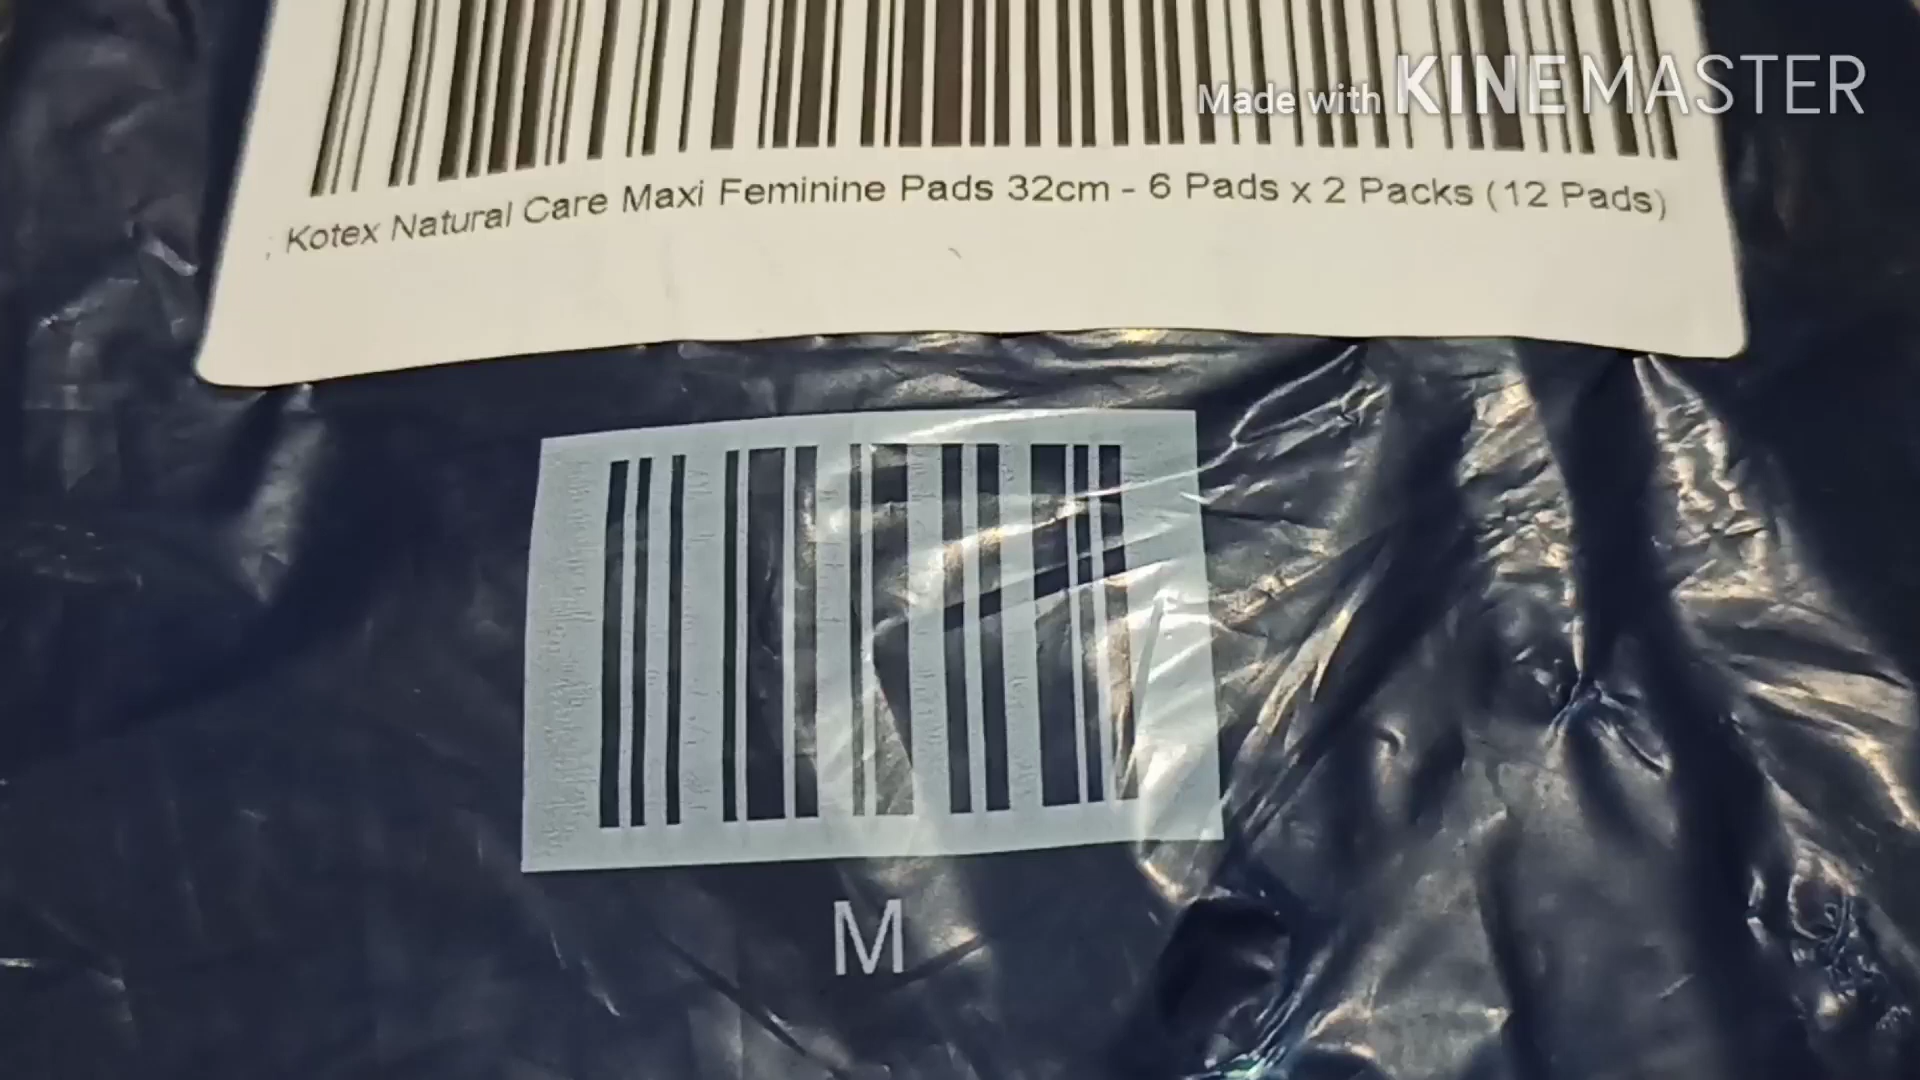 Made with KINEMASTER
; Kotex Natural Care Maxi Feminine Pads 32cm - 6 Pads x 2 Packs (12 Pads)
M